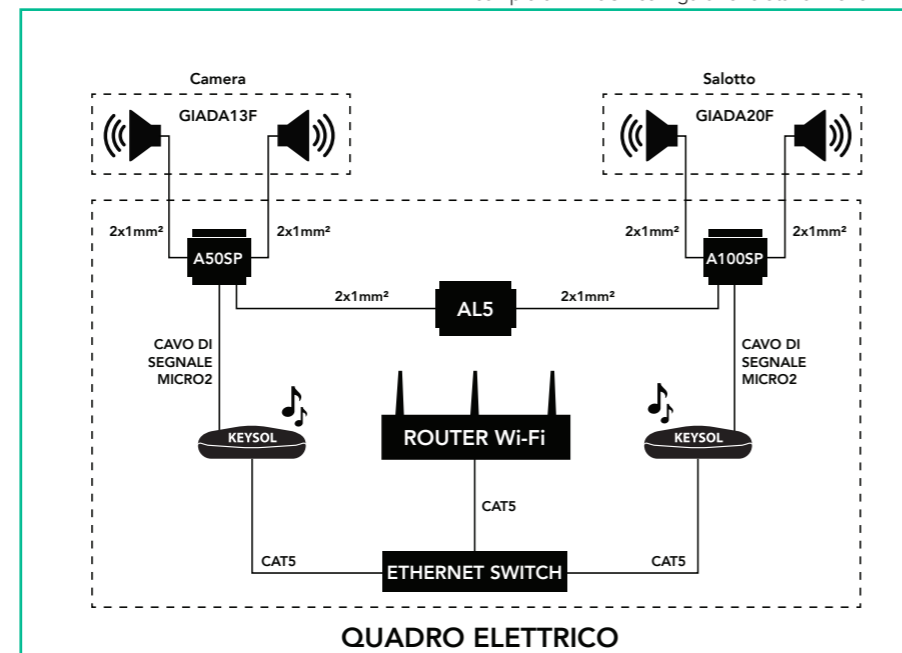 Camera
Salotto
GIADA13F
GIADA20F
2x1mm²
2x1mm²
2x1mm²
2x1mm²
A50SP
A100SP
2x1mm²
2x1mm²
AL5
CAVO DI
SEGNALE
MICRO2
CAVO DI
SEGNALE
MICRO2
KEYSOL
ROUTER Wi-Fi
KEYSOL
CAT5
CAT5
ETHERNET SWITCH
CAT5
QUADRO ELETTRICO